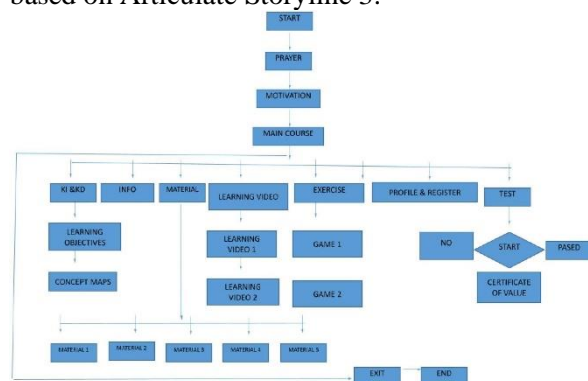 based on Articulate Storyline 3.
START
PRAYER
MOTIVATION
MAIN COURSE
KI &KD
INFO
MATERIAL
LEARNING VIDEO
EXERCISE
PROFILE & REGISTER
TEST
LEARNING
OBJECTIVES
LEARNING
VIDEO 1
GAME 1
NO
START
PASED
CONCEPT MAPS
LEARNING
VIDEO 2
GAME 2
CERTIFICATE
OF VALUE
MATERIAL 1
MATERIAL 2
MATERIAL 3
MATERIAL 4
MATERIAL 5
EXIT
END